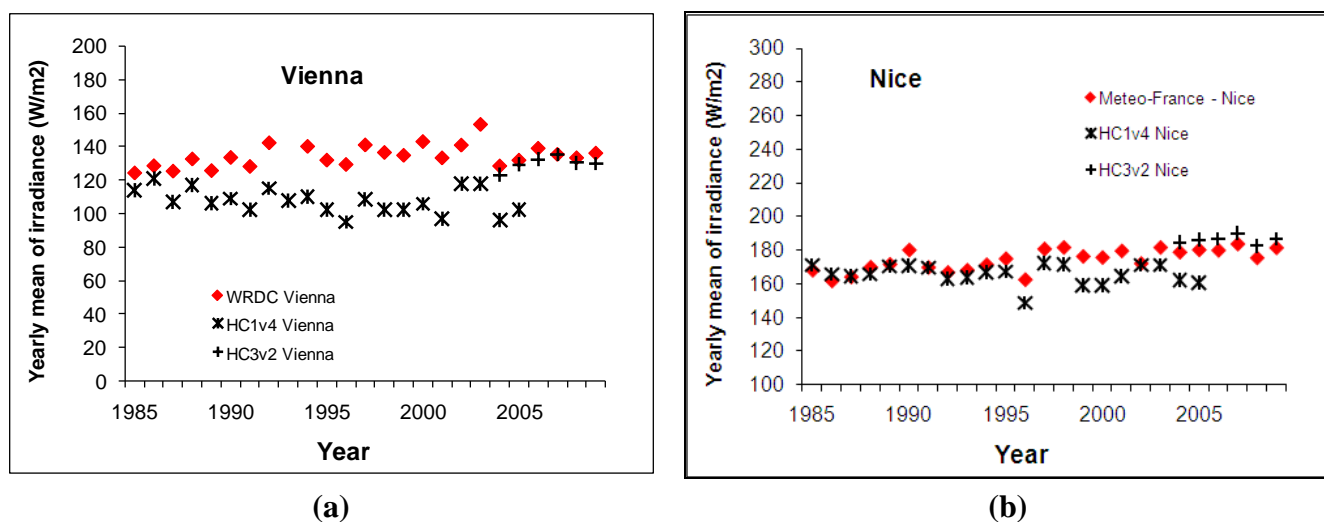 Vienna
Yearly mean of irradiance (W/m2)
200
180
160
140
120
100
80
60
40
20
0
WRDC Vienna
HC1v4 Vienna
HC3v2 Vienna
1985 1990 1995 2000 2005
Year
(a)
Nice
Yearly mean of irradiance (W/m2)
300
280
260
240
220
200
180
160
140
120
100
Meteo-France - Nice
HC1v4 Nice
HC3v2 Nice
1985 1990 1995 2000 2005
Year
(b)